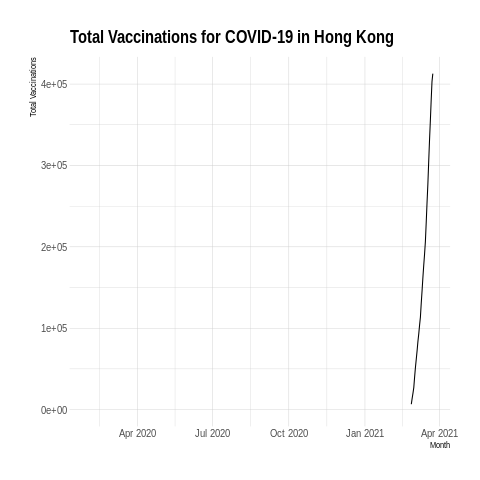 Total Vaccinations for COVID-19 in Hong Kong
Total Vaccinations
4e+05
3e+05
2e+05
1e+05
0e+00
Apr 2020 Jul 2020 Oct 2020 Jan 2021 Apr 2021
Month